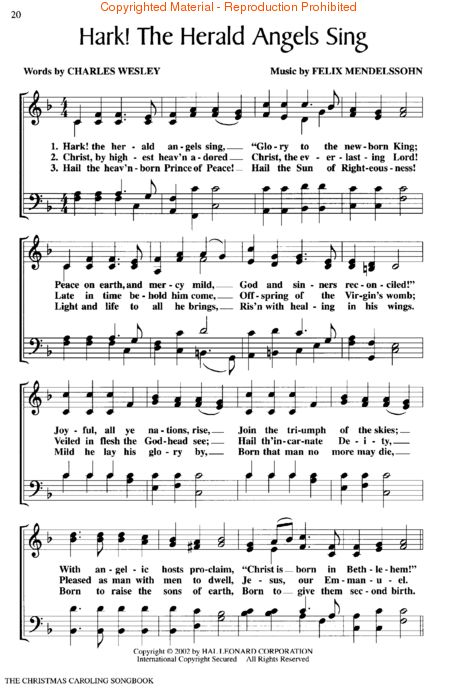 Copyrighted Material - Reproduction Prohibited
20
Hark! The Herald Angels Sing
Words by CHARLES WESLEY Music by FELIX MENDELSSOHN
1. Hark! the her - ald an - gels sing, “Glo - ry to the new - born King;
2. Christ, by high - est heav'n a - dored Christ, the ev - er - last - ing Lord!
3. Hail the heav'n - born Prince of Peace! Hail the Sun of Right - eous - ness!
Peace on earth, and mer - cy mild, God and sin - ners rec - on - ciled!”
Late in time be - hold him come, Off - spring of the Vir - gin's womb;
Light and life to all he brings, Ris'n with heal - ing in his wings.
Joy - ful, all ye na - tions, rise, Join the tri - umph of the skies;
Veiled in flesh the God - head see; Hail th'in - car - nate De - i - ty,
Mild he lay his glo - ry by, Born that man no more may die,
With an - gel - ic hosts pro - claim, “Christ is born in Beth - le - hem!”
Pleased as man with men to dwell, Je - sus, our Em - man - u - el.
Born to raise the sons of earth, Born to give them sec - ond birth.
Copyright © 2002 by HAL LEONARD CORPORATION
International Copyright Secured All Rights Reserved
THE CHRISTMAS CAROLING SONGBOOK